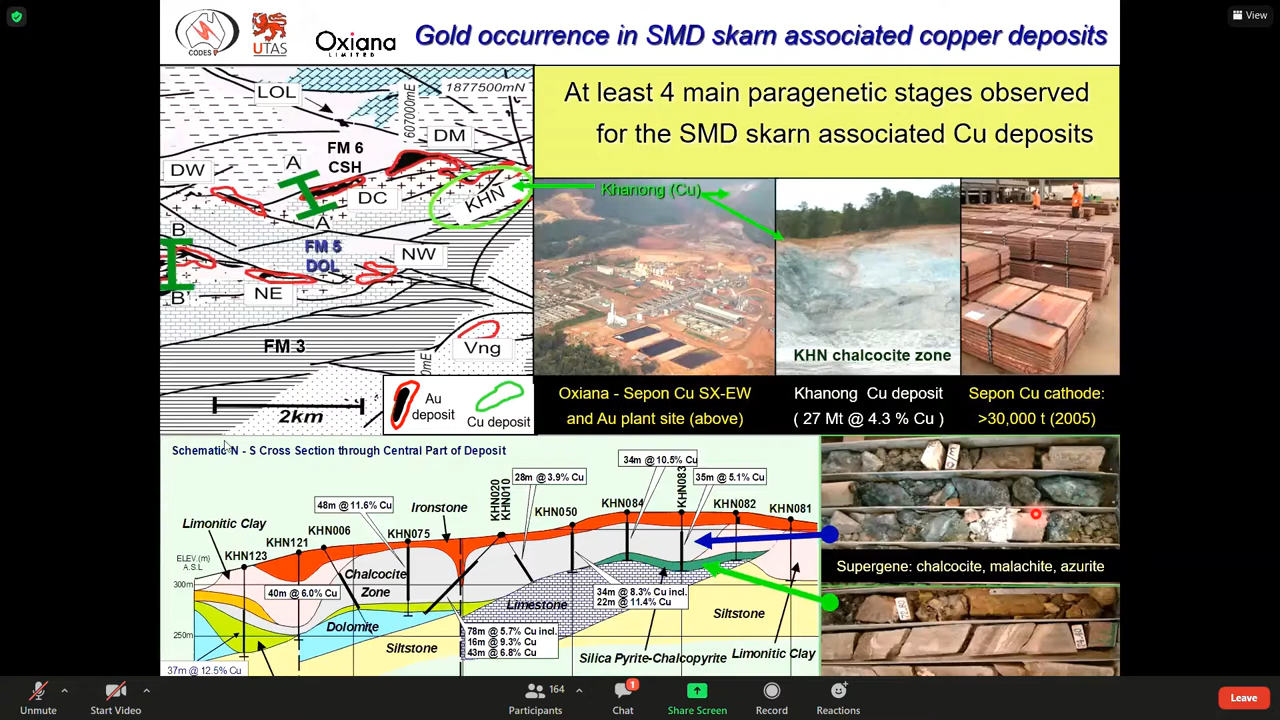 View
CODES
UTAS
Oxiana
LIMITED
Gold occurrence in SMD skarn associated copper deposits
At least 4 main paragenetic stages observed
for the SMD skarn associated Cu deposits
LOL
607000mE
1877500mN
DM
FM 6
CSH
DW
A
DC
KHN
A'
B
FM 5
DOL
NW
B'
NE
FM 3
Vng
mE
2km
Au
deposit
Cu deposit
Khanong (Cu)
KHN chalcocite zone
Oxiana - Sepon Cu SX-EW
and Au plant site (above)
Khanong Cu deposit
( 27 Mt @ 4.3 % Cu )
Sepon Cu cathode:
>30,000 t (2005)
Schematic N - S Cross Section through Central Part of Deposit
34m @ 10.5% Cu
28m @ 3.9% Cu
35m @ 5.1% Cu
48m @ 11.6% Cu
Ironstone
KHN020
KHN010
KHN083
KHN050
KHN084
KHN082
KHN081
Limonitic Clay
KHN006
KHN075
KHN121
KHN123
ELEV.(m)
A.S.L
300m
250m
Chalcocite
Zone
40m @ 6.0% Cu
Limestone
34m @ 8.3% Cu incl.
22m @ 11.4% Cu
Siltstone
Dolomite
Siltstone
78m @ 5.7% Cu incl.
16m @ 9.3% Cu
43m @ 6.8% Cu
Silica Pyrite-Chalcopyrite
Limonitic Clay
37m @ 12.5% Cu
Supergene: chalcocite, malachite, azurite
Unmute
Start Video
164
Participants
1
Chat
Share Screen
Record
Reactions
Leave